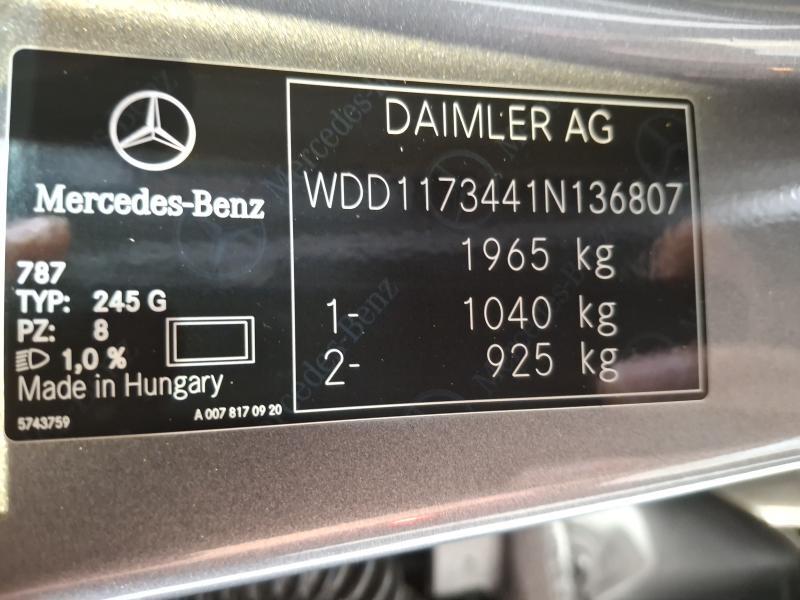 Mercedes-Benz
787
TYP: 245 G
PZ: 8
1,0 %
Made in Hungary
5743759
A 007 817 09 20
DAIMLER AG
WDD1173441N136807
1965 kg
1- 1040 kg
2- 925 kg